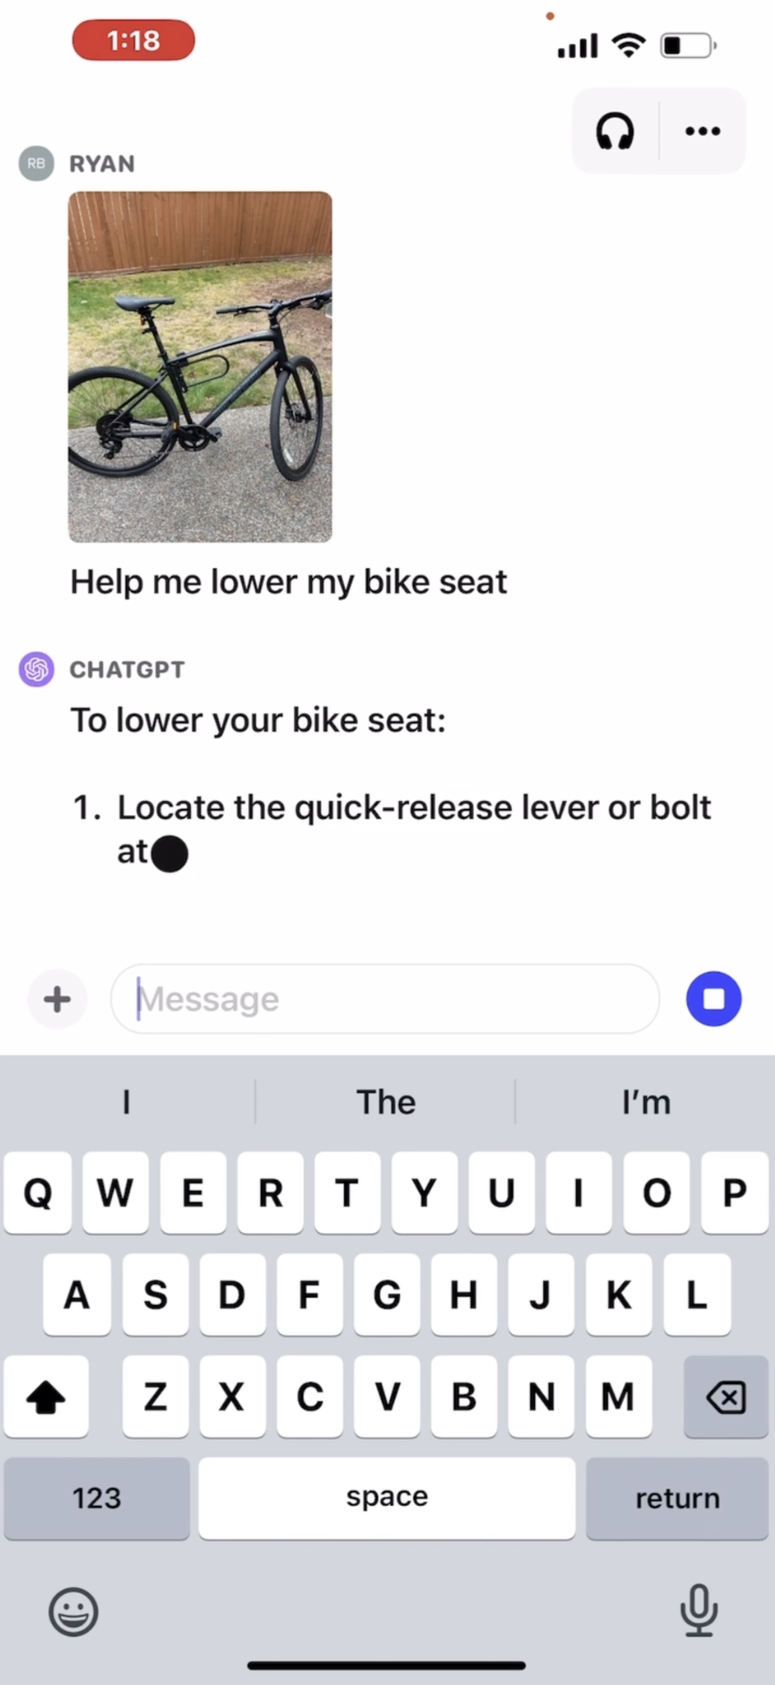 1:18
RB RYAN
Help me lower my bike seat
CHATGPT
To lower your bike seat:
1. Locate the quick-release lever or bolt
at
Message
I The I’m
Q W E R T Y U I O P
A S D F G H J K L
Z X C V B N M
123 space return